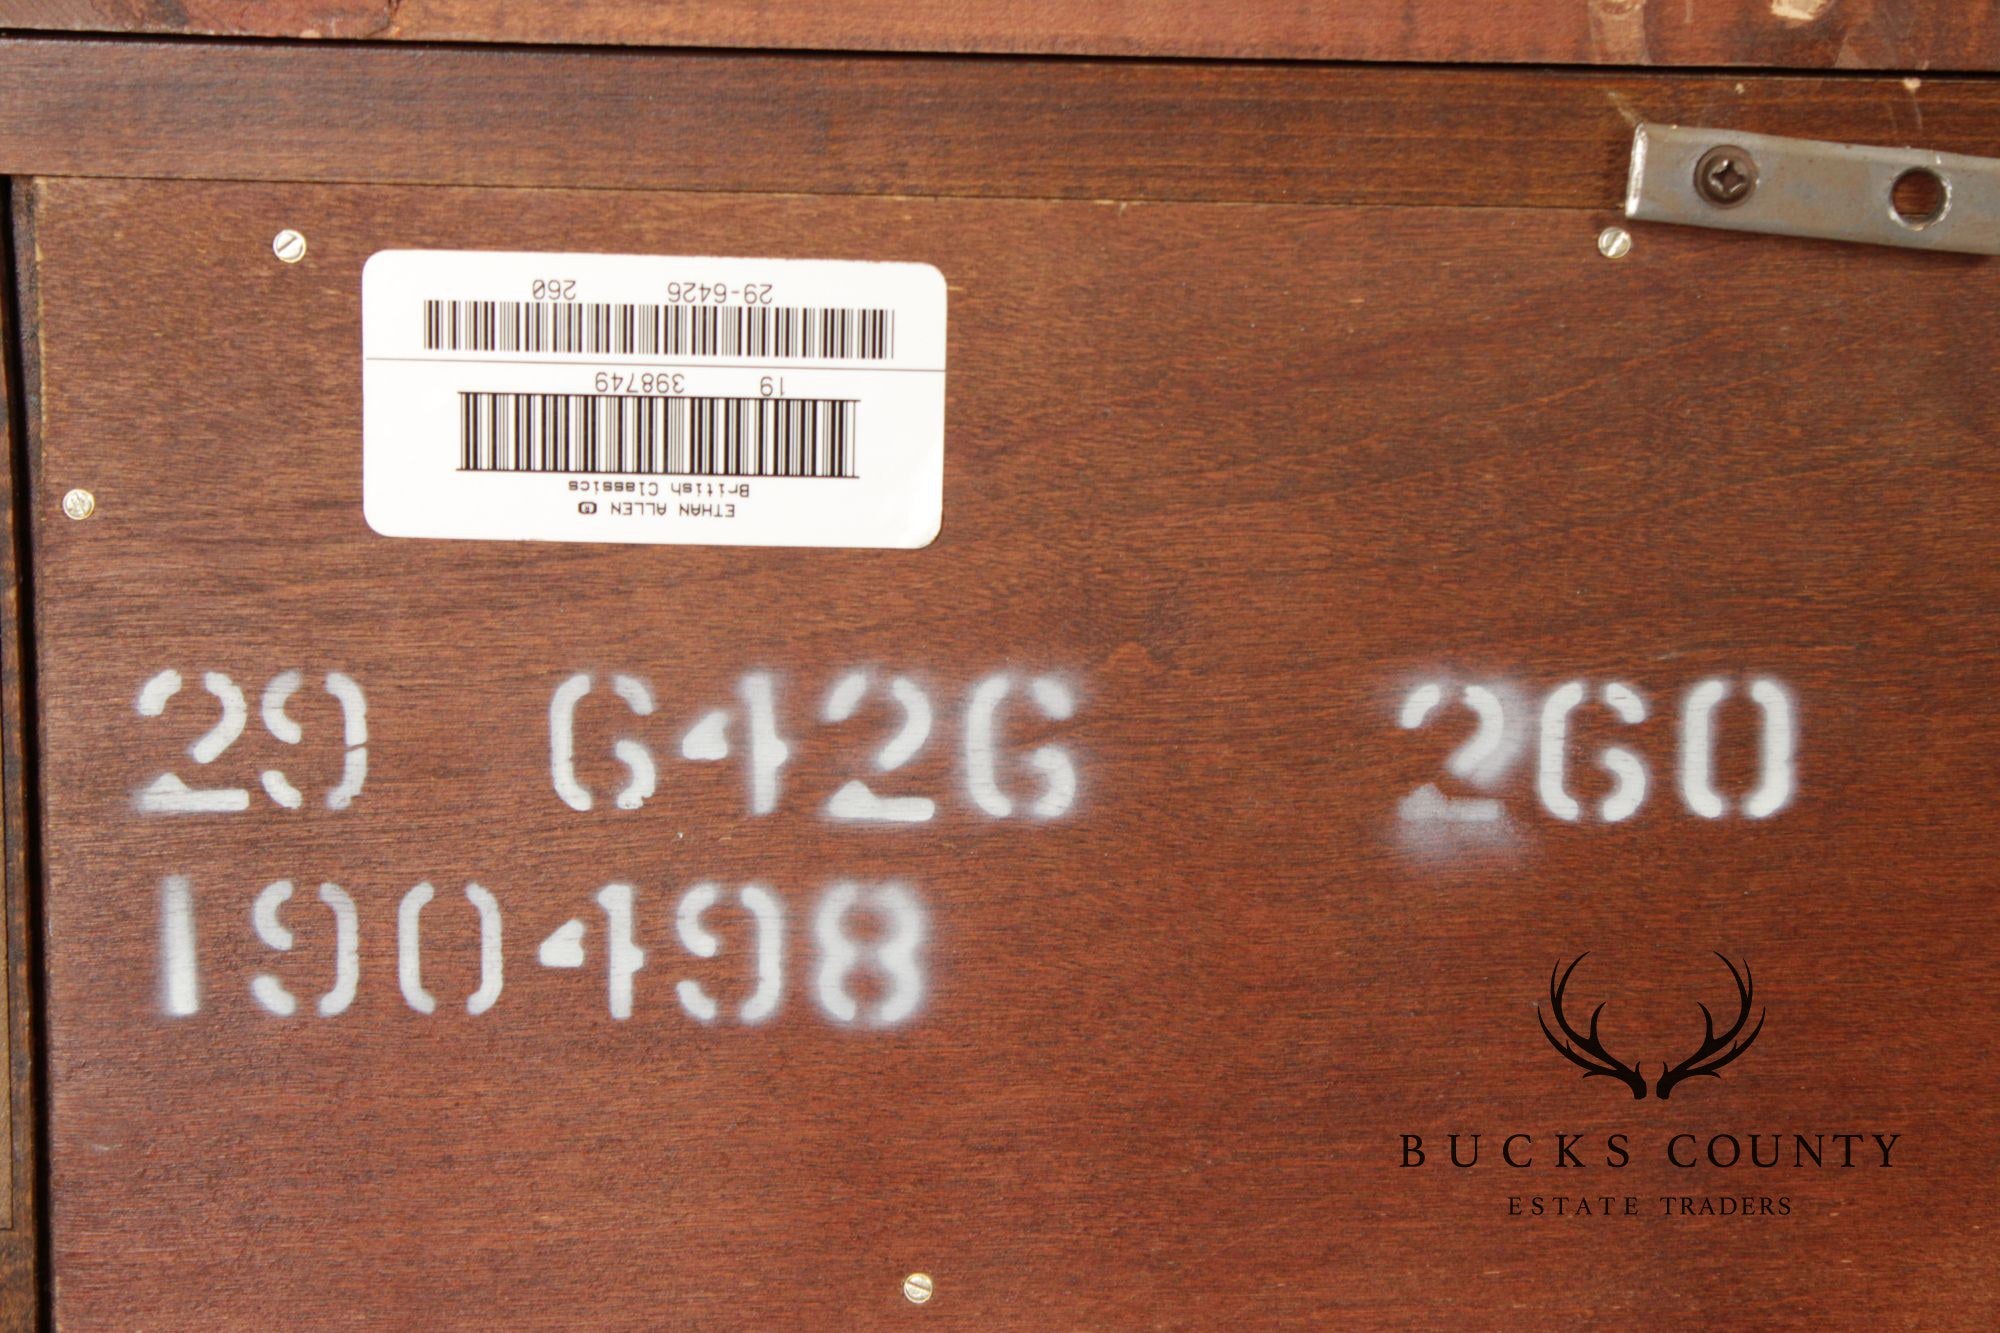 ETHAN ALLEN
British Classics
19 398749
29-6426 260
29 6426 260
190498
BUCKS COUNTY
ESTATE TRADERS